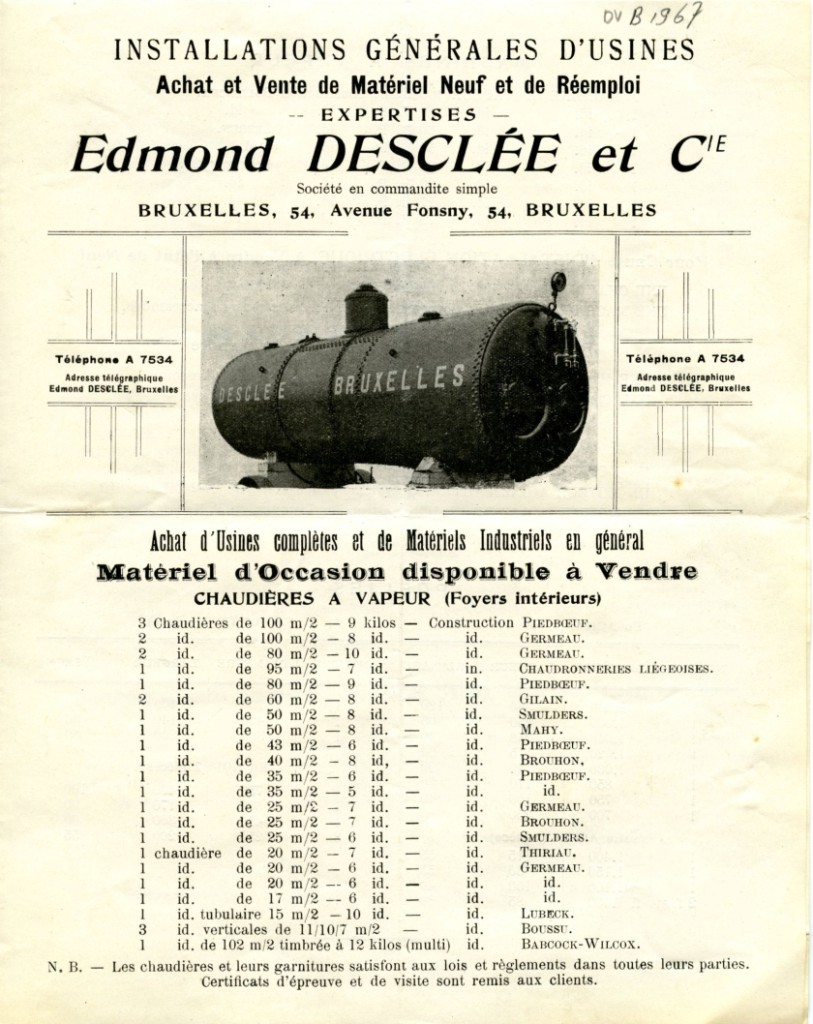 OV B 1967
INSTALLATIONS GÉNÉRALES D'USINES
Achat et Vente de Matériel Neuf et de Réemploi
-- EXPERTISES —
Edmond DESCLÉE et CIE
Société en commandite simple
BRUXELLES, 54, Avenue Fonsny, 54, BRUXELLES
Téléphone A 7534
Adresse télégraphique
Edmond DESCLÉE, Bruxelles
DESCLÉE BRUXELLES
Téléphone A 7534
Adresse télégraphique
Edmond DESCLÉE, Bruxelles
Achat d'Usines complètes et de Matériels Industriels en général
Matériel d'Occasion disponible à Vendre
CHAUDIÈRES A VAPEUR (Foyers intérieurs)
3 Chaudières de 100 m/2 — 9 kilos — Construction PIEDBŒUF.
2 id. de 100 m/2 — 8 id. — id. GERMEAU.
2 id. de 80 m/2 — 10 id. — id. GERMEAU.
1 id. de 95 m/2 — 7 id. — in. CHAUDRONNERIES LIÉGEOISES.
1 id. de 80 m/2 — 9 id. — id. PIEDBŒUF.
2 id. de 60 m/2 — 8 id. — id. GILAIN.
1 id. de 50 m/2 — 8 id. — id. SMULDERS.
1 id. de 50 m/2 — 8 id. — id. MAHY.
1 id. de 43 m/2 — 6 id. — id. PIEDBŒUF.
1 id. de 40 m/2 – 8 id, — id. BROUHON,
1 id. de 35 m/2 — 6 id. — id. PIEDBŒUF.
1 id. de 35 m/2 — 5 id. — id. id.
1 id. de 25 m/2 — 7 id. — id. GERMEAU.
1 id. de 25 m/2 — 7 id. — id. BROUHON.
1 id. de 25 m/2 — 6 id. — id. SMULDERS.
1 chaudière de 20 m/2 — 7 id. — id. THIRIAU.
1 id. de 20 m/2 — 6 id. — id. GERMEAU.
1 id. de 20 m/2 -- 6 id. — id. id.
1 id. de 17 m/2 -- 6 id. — id. id.
1 id. tubulaire 15 m/2 — 10 id. — id. LUBECK.
3 id. verticales de 11/10/7 m/2 — id. BOUSSU.
1 id. de 102 m/2 timbrée à 12 kilos (multi) id. BABCOCK-WILCOX.
N. B. — Les chaudières et leurs garnitures satisfont aux lois et règlements dans toutes leurs parties.
Certificats d'épreuve et de visite sont remis aux clients.